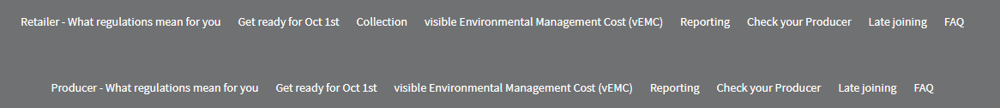 Retailer - What regulations mean for you Get ready for Oct 1st Collection visible Environmental Management Cost (vEMC) Reporting Check your Producer Late joining FAQ
Producer - What regulations mean for you Get ready for Oct 1st visible Environmental Management Cost (vEMC) Reporting Check your Producer Late joining FAQ